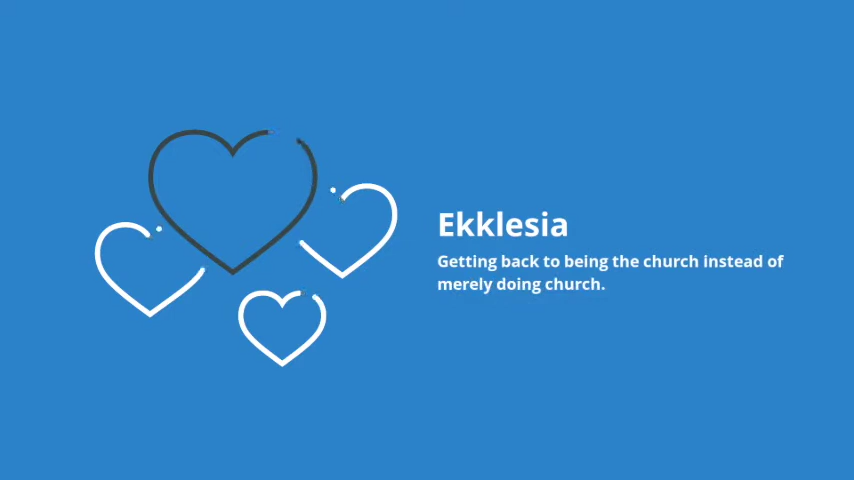 Ekklesia
Getting back to being the church instead of
merely doing church.